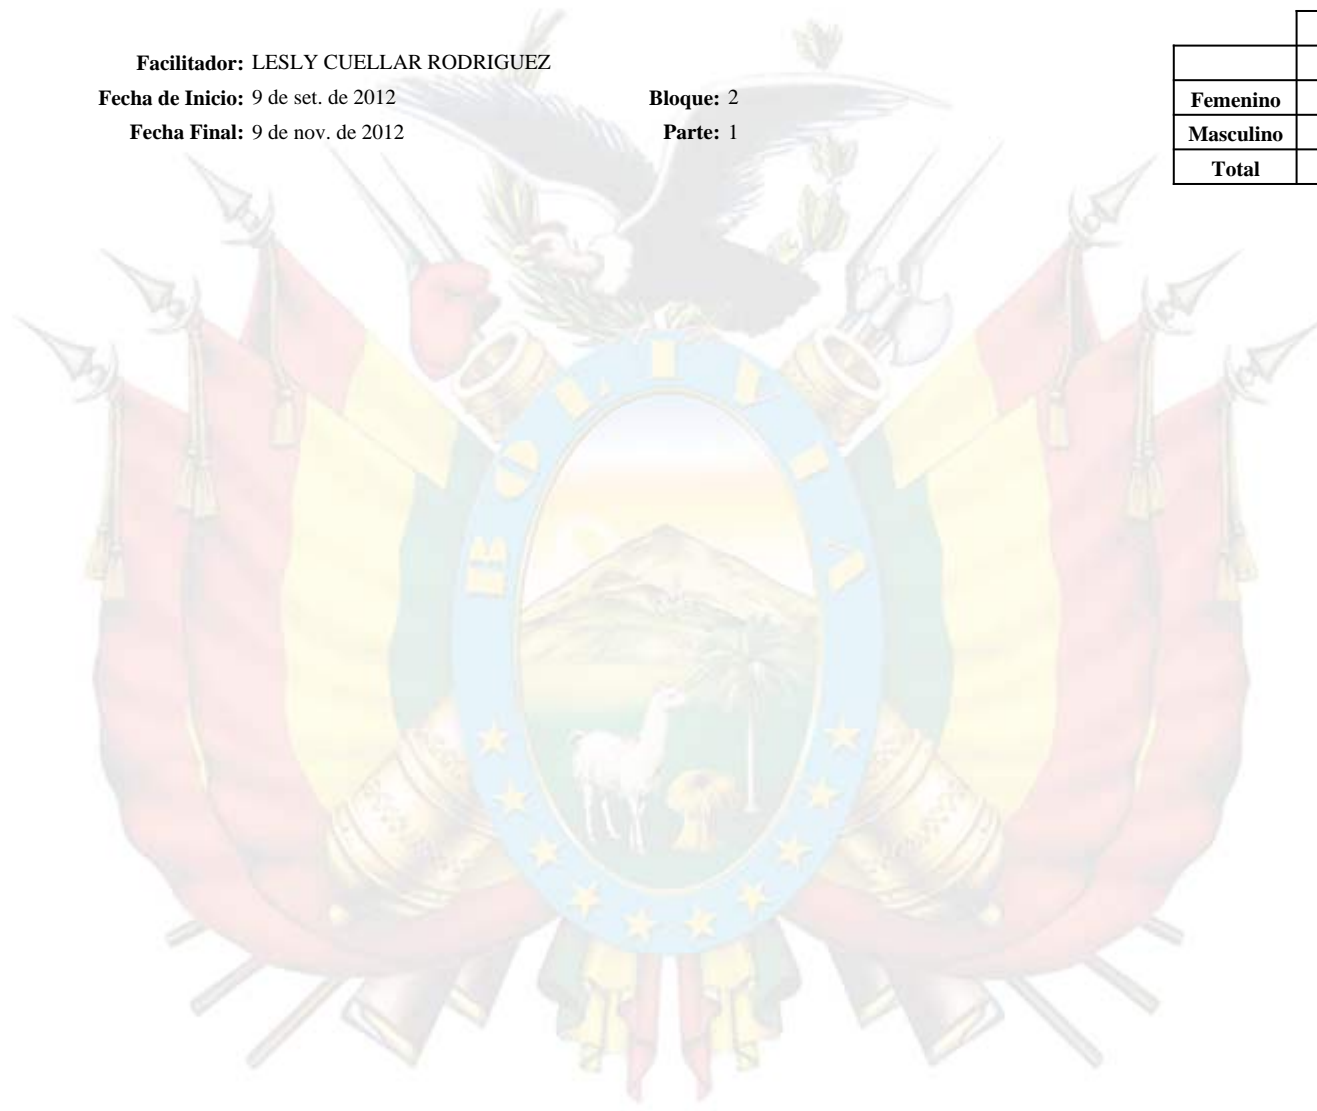 Facilitador: LESLY CUELLAR RODRIGUEZ
Fecha de Inicio: 9 de set. de 2012 Bloque: 2
Fecha Final: 9 de nov. de 2012 Parte: 1
Femenino
Masculino
Total
BOLIVIA